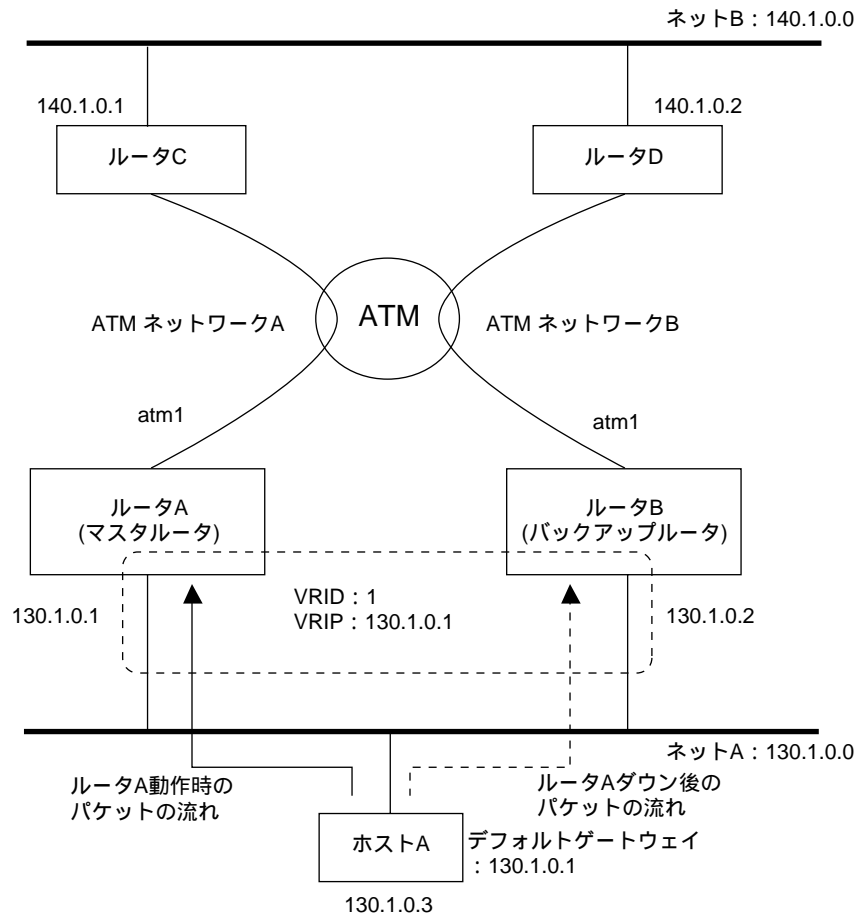 ネットB：140.1.0.0
140.1.0.1
140.1.0.2
ルータC
ルータD
ATM ネットワークA
ATM
ATM ネットワークB
atm1
atm1
ルータA
(マスタルータ)
ルータB
(バックアップルータ)
130.1.0.1
VRID：1
VRIP：130.1.0.1
130.1.0.2
ネットA：130.1.0.0
ルータA動作時の
パケットの流れ
ルータAダウン後の
パケットの流れ
ホストA
デフォルトゲートウェイ
：130.1.0.1
130.1.0.3